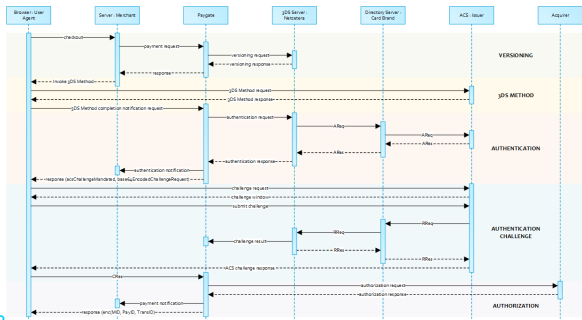 Browser: User Agent
Server: Merchant
Paygate
3DS Server: Netcetera
Directory Server: Card Brand
ACS: Issuer
Acquirer
checkout
payment request
versioning request
VERSIONING
versioning response
response
invoke 3DS Method
3DS Method request
3DS METHOD
3DS Method response
3DS Method completion notification request
authentication request
AReq
AReq
ARes
AUTHENTICATION
ARes
authentication response
authentication notification
response (acsChallengeMandated, base64EncodedChallengeRequest)
challenge request
challenge window
submit challenge
RReq
AUTHENTICATION
CHALLENGE
RReq
challenge result
RRes
RRes
ACS challenge response
CRes
authorization request
authorization response
payment notification
AUTHORIZATION
response (encMID, PayID, TransID)